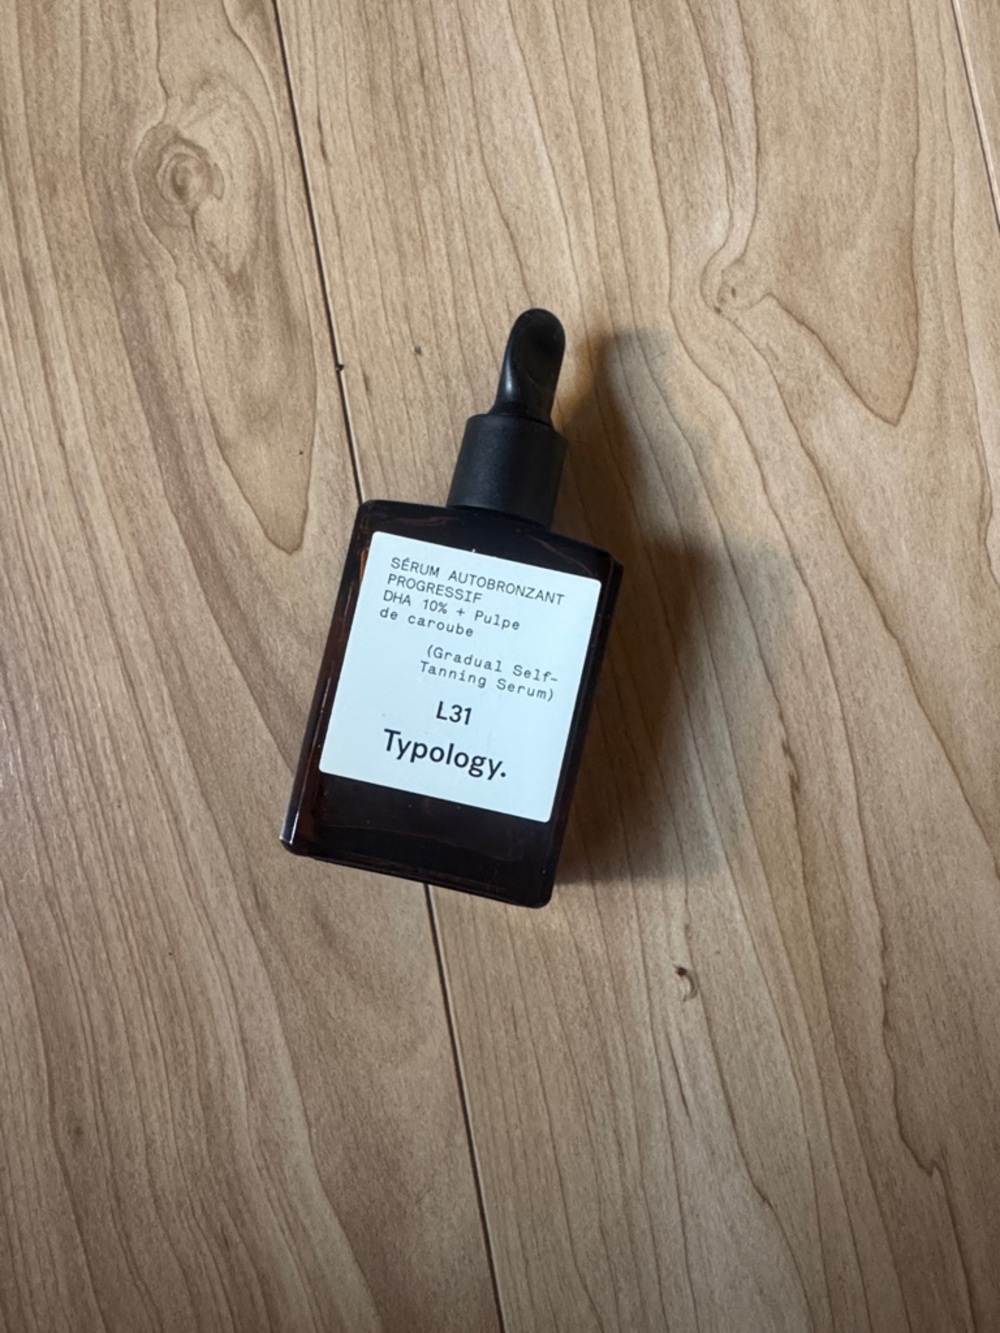 SÉRUM AUTOBRONZANT
PROGRESSIF
DHA 10% + Pulpe
de caroube
(Gradual Self-
Tanning Serum)
L31
Typology.